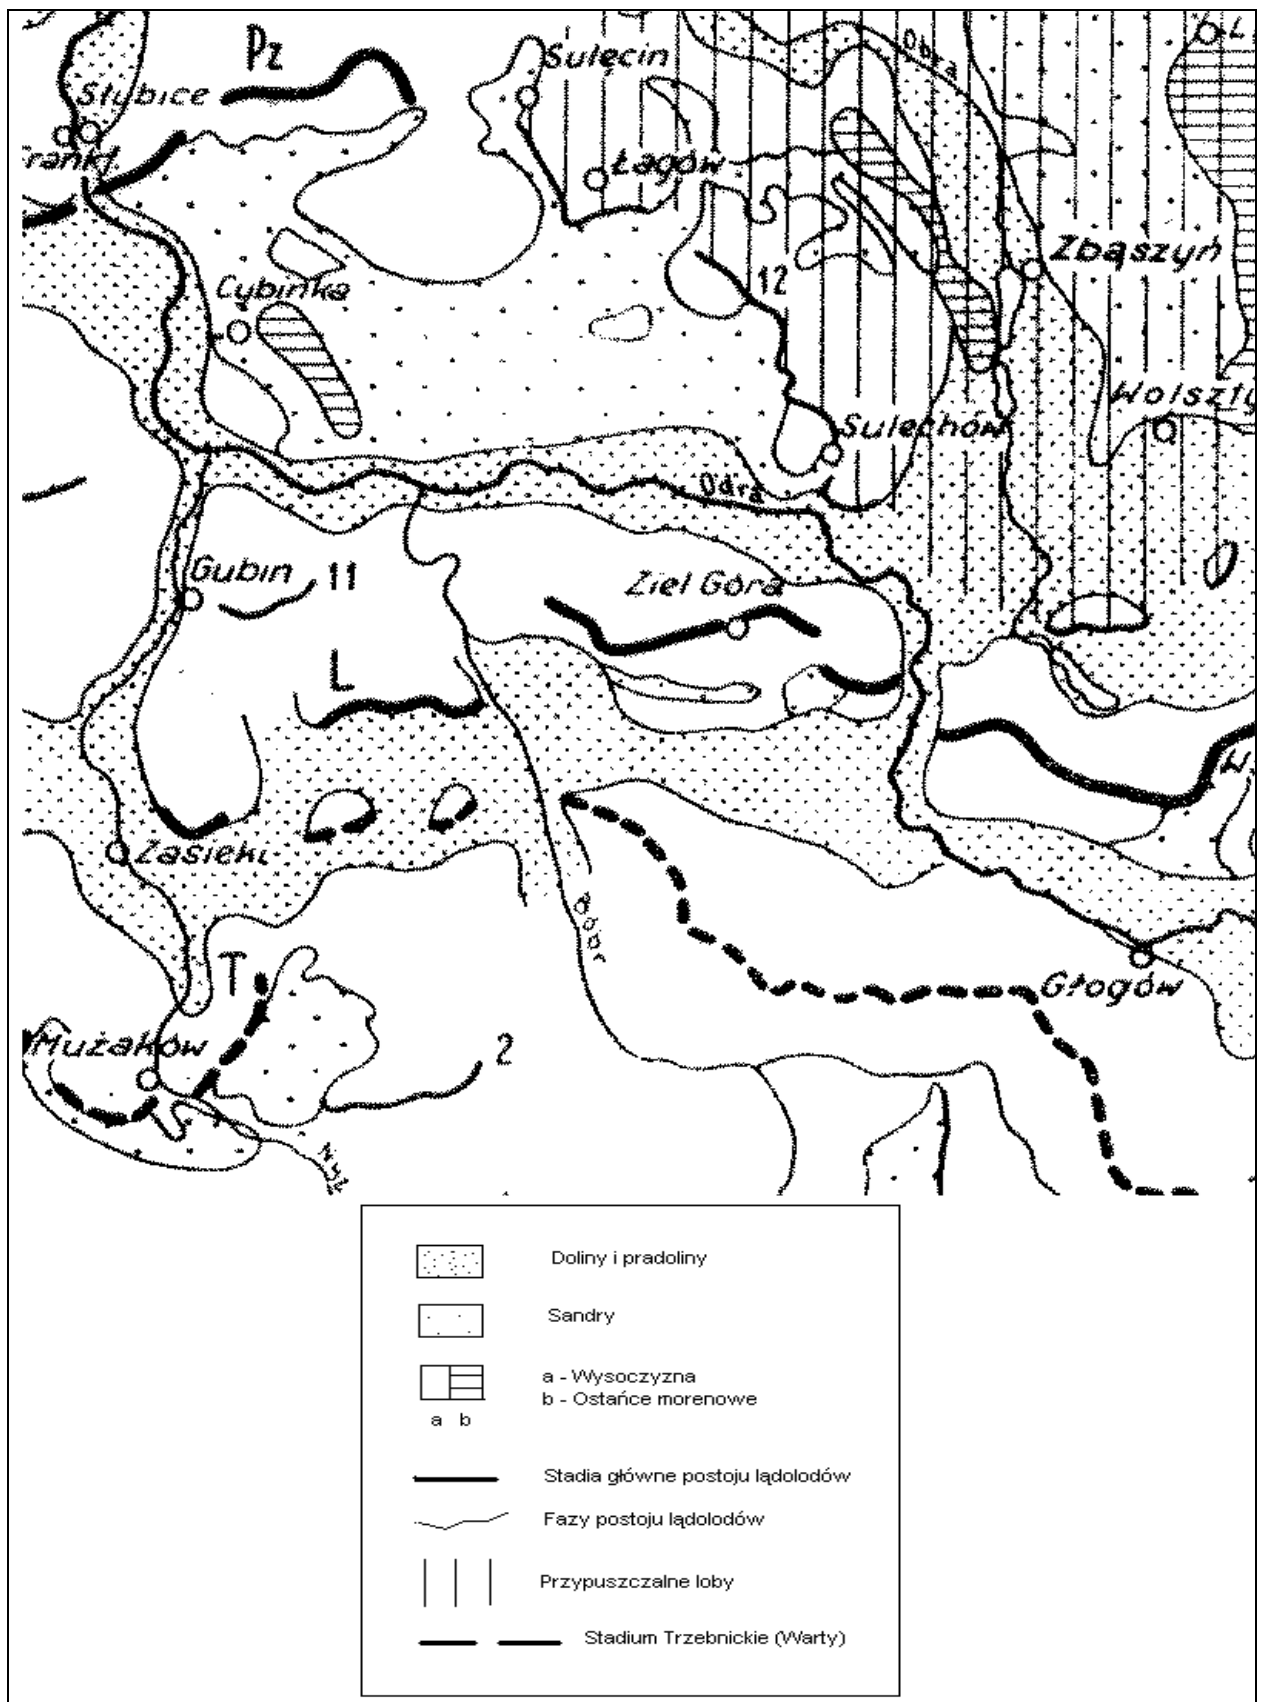 Pz
Sulęcin
Obra
Słubice
Frankf.
Łagów
Zbąszyń
12
Cybinka
Sulechów
Odra
Gubin
11
Ziel Góra
L
W
Zasieki
Bóbr
T
Głogów
Mużaków
2
Doliny i pradoliny
Sandry
a - Wysoczyzna
b - Ostańce morenowe
a b
Stadia główne postoju lądolodów
Fazy postoju lądolodów
Przypuszczalne loby
Stadium Trzebnickie (Warty)